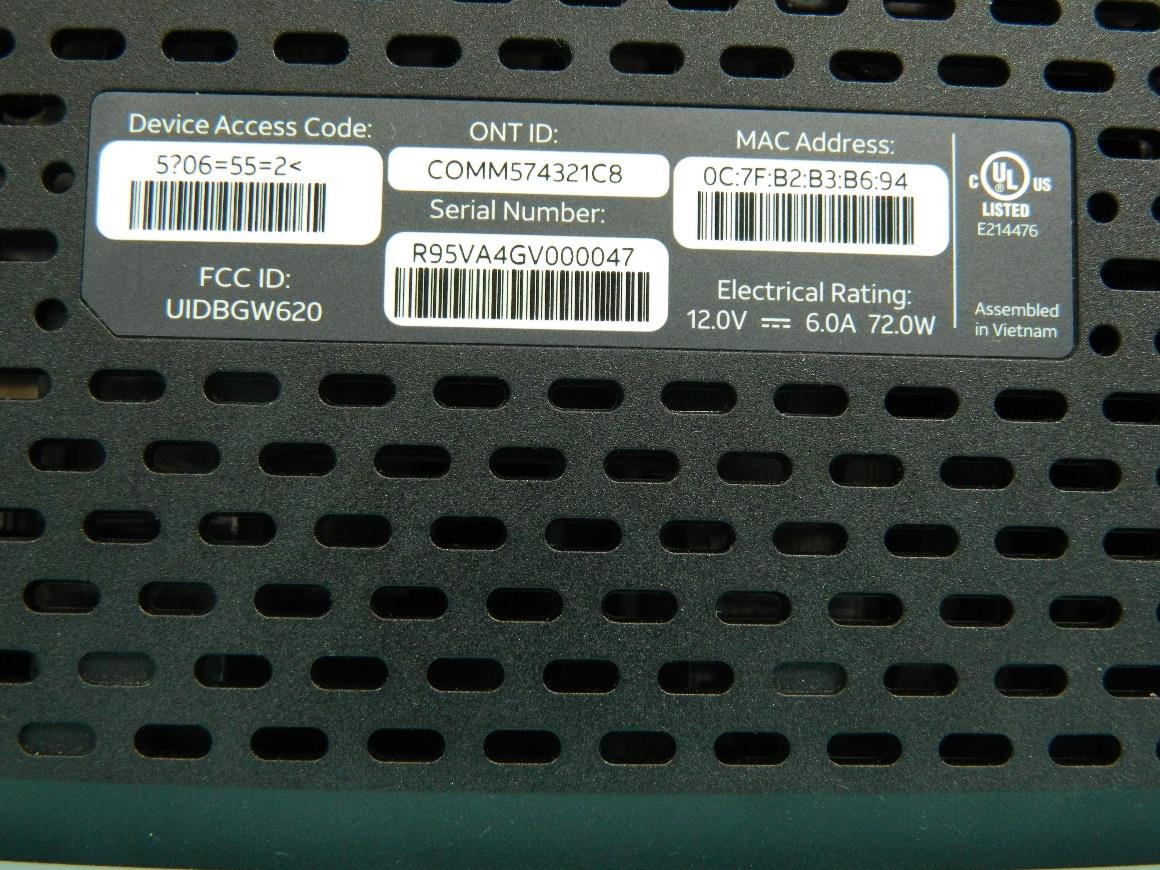 Device Access Code:
5?06=55=2<
FCC ID:
UIDBGW620
ONT ID:
COMM574321C8
Serial Number:
R95VA4GV000047
MAC Address:
0C:7F:B2:B3:B6:94
Electrical Rating:
12.0V ⎓ 6.0A 72.0W
C UL ® US
LISTED
E214476
Assembled
in Vietnam